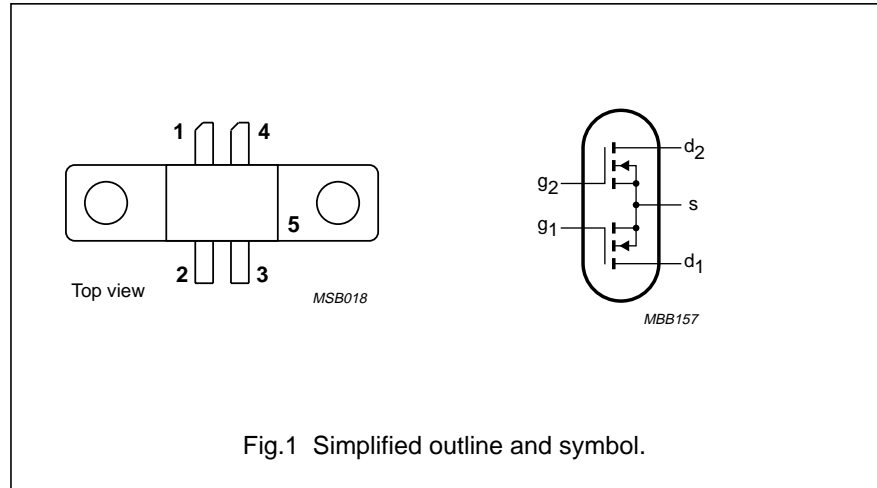 1
4
5
2
3
Top view
MSB018
d2
g2
s
g1
d1
MBB157
Fig.1 Simplified outline and symbol.